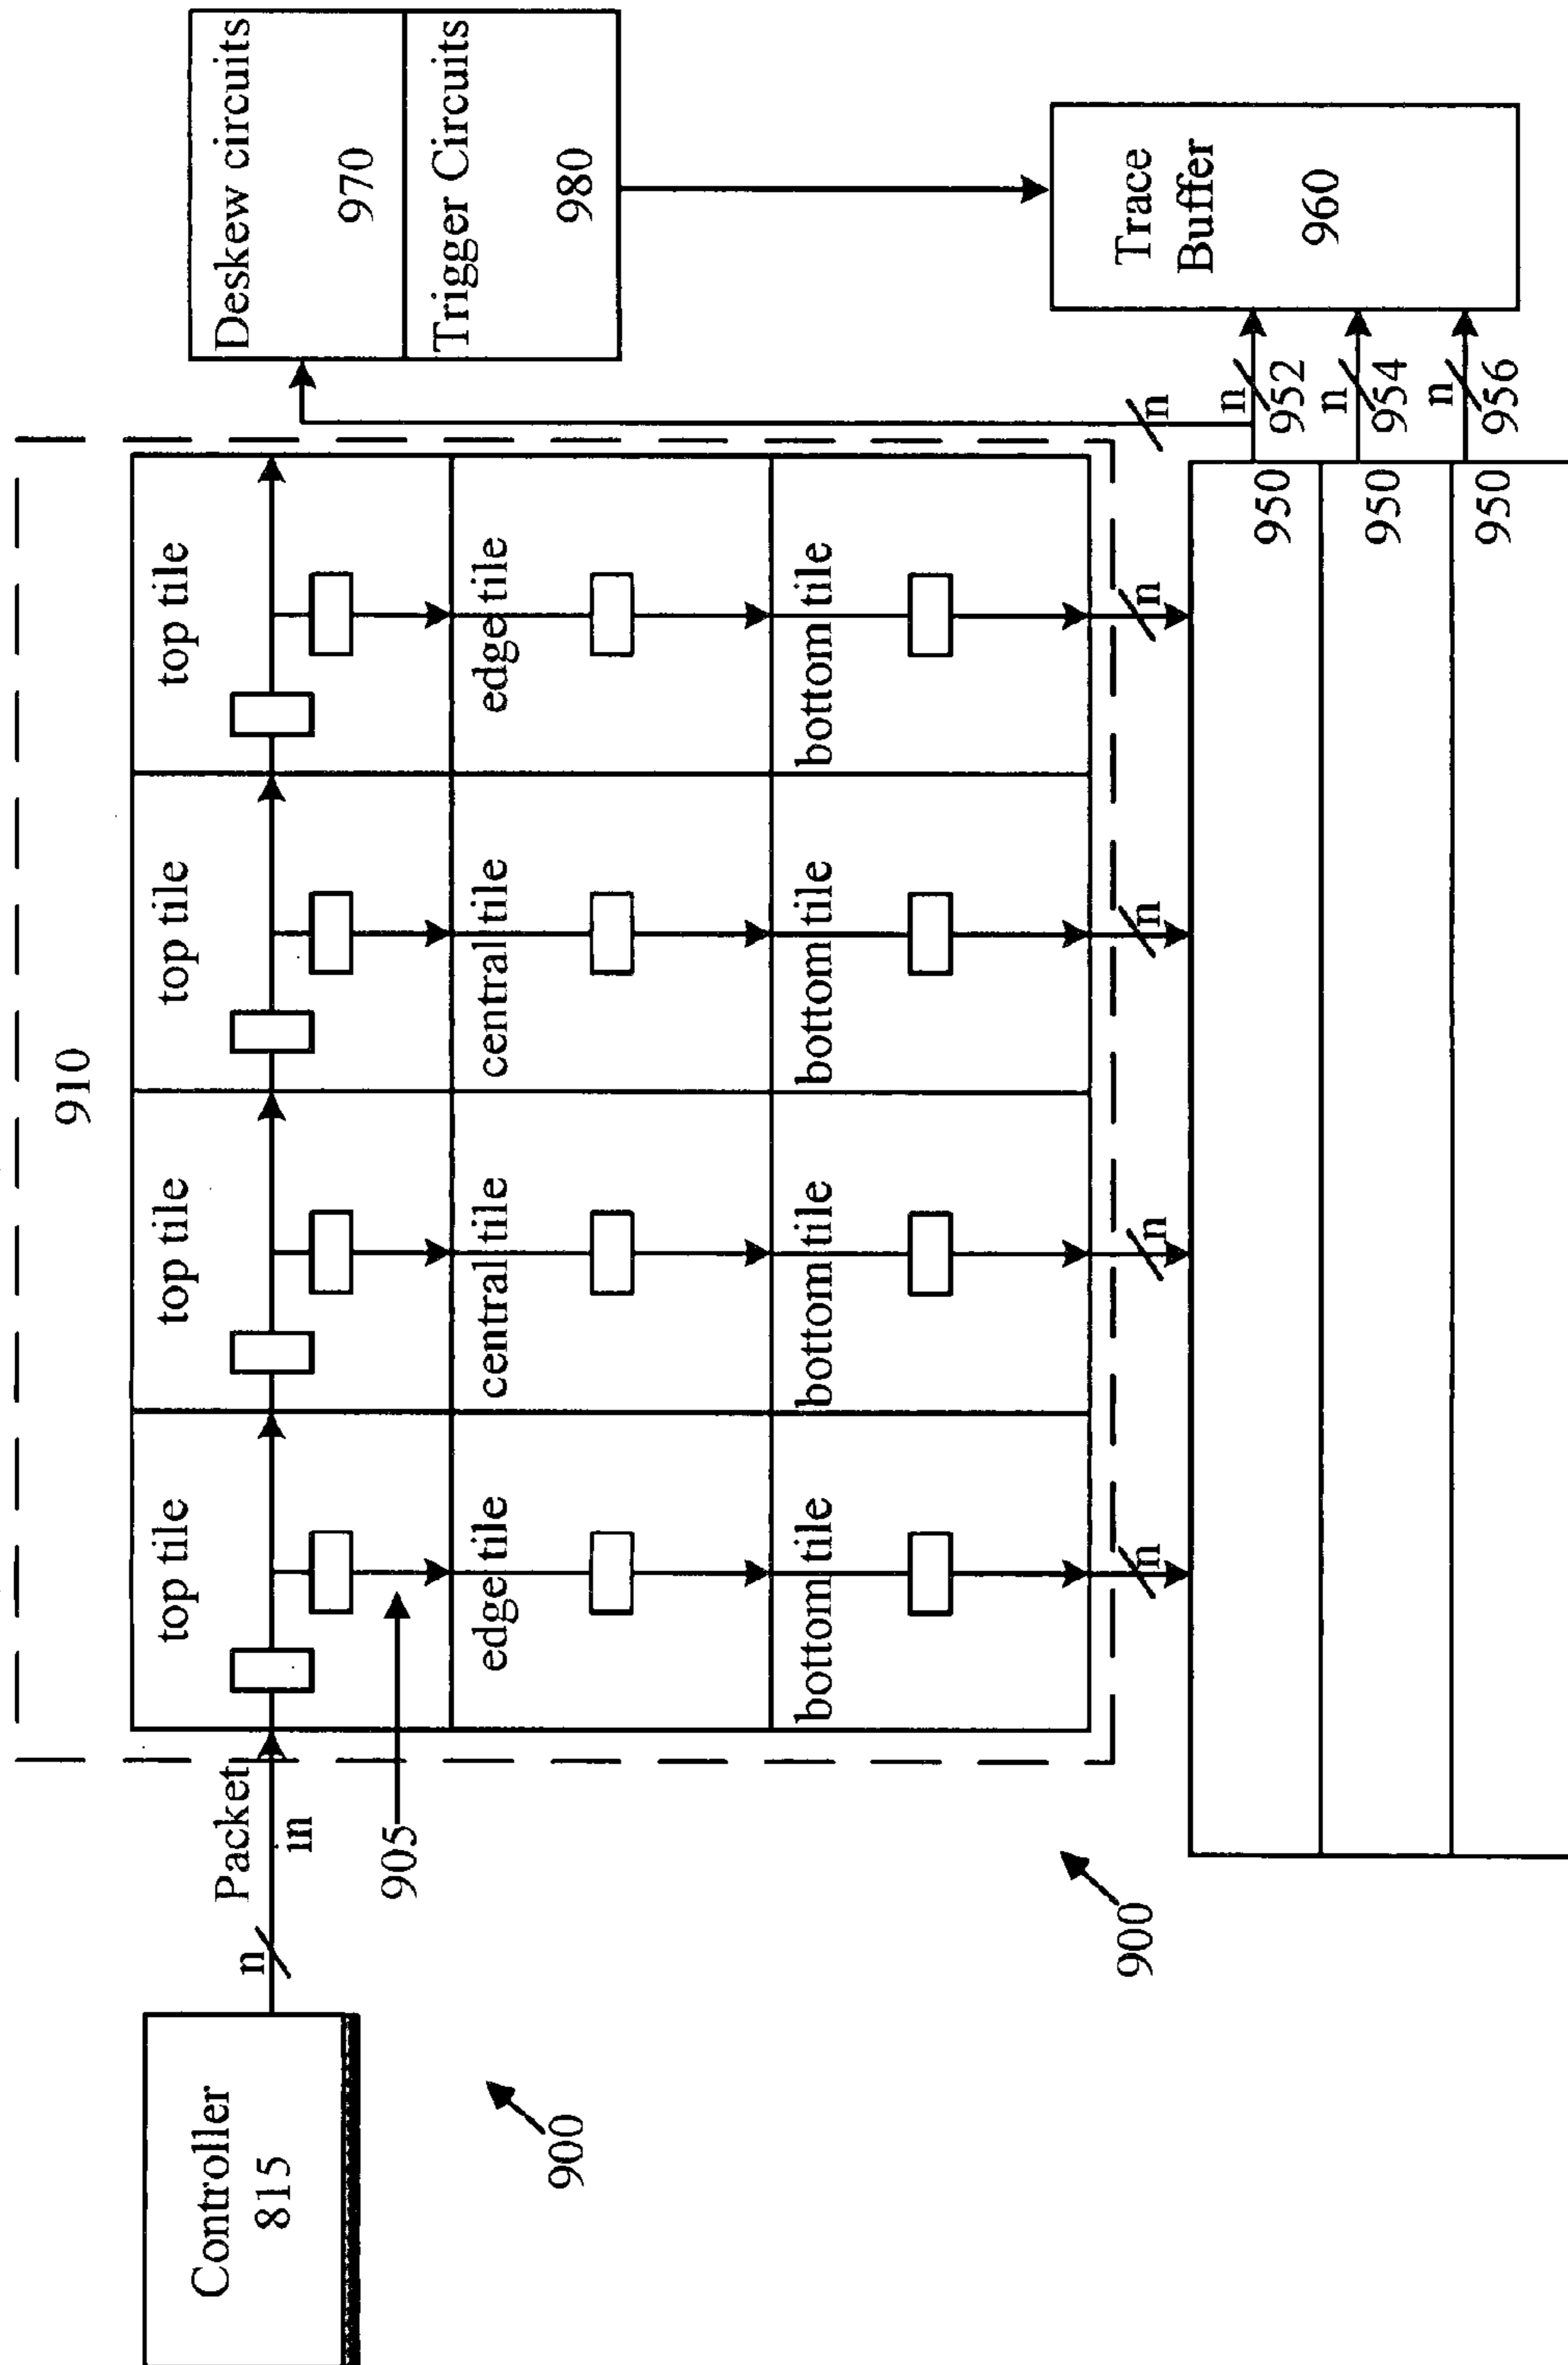 910
Controller
815
n
Packet
in
905
900
900
top tile
top tile
top tile
top tile
edge tile
central tile
central tile
edge tile
bottom tile
bottom tile
bottom tile
bottom tile
n
n
n
n
Deskew circuits
970
Trigger Circuits
980
n
Trace
Buffer
960
950
n
952
950
n
954
950
n
956